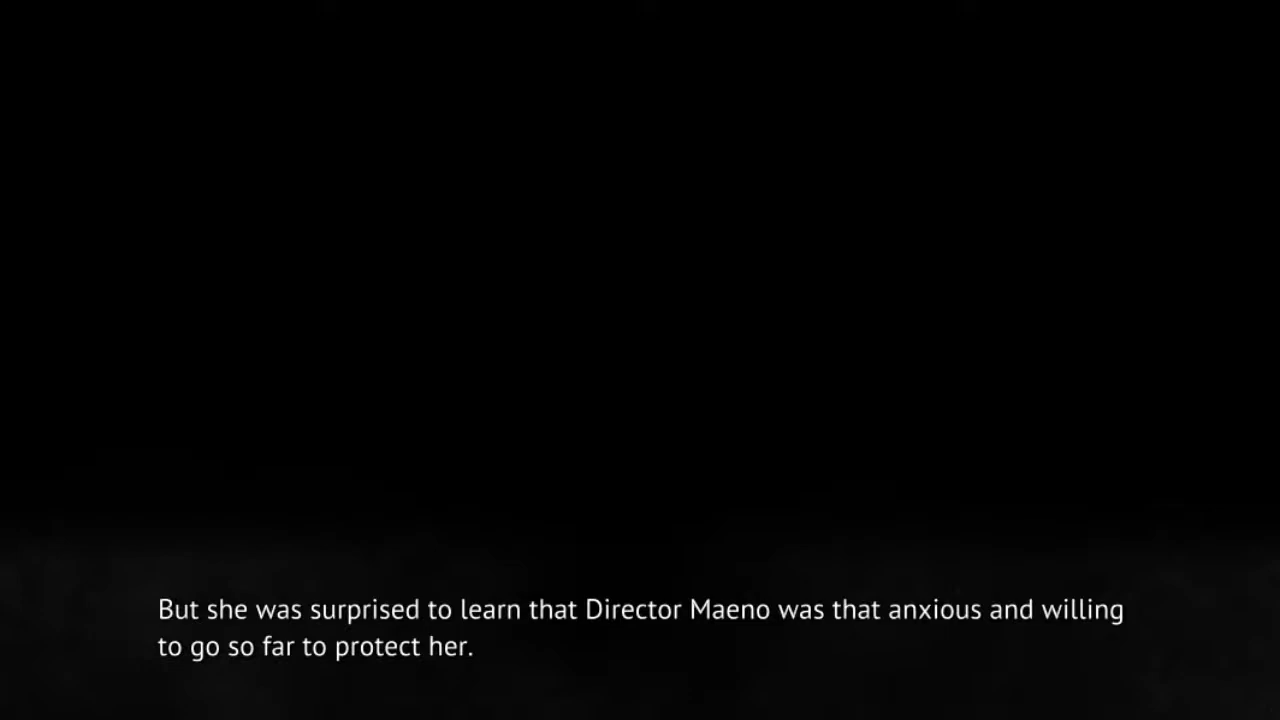 But she was surprised to learn that Director Maeno was that anxious and willing
to go so far to protect her.